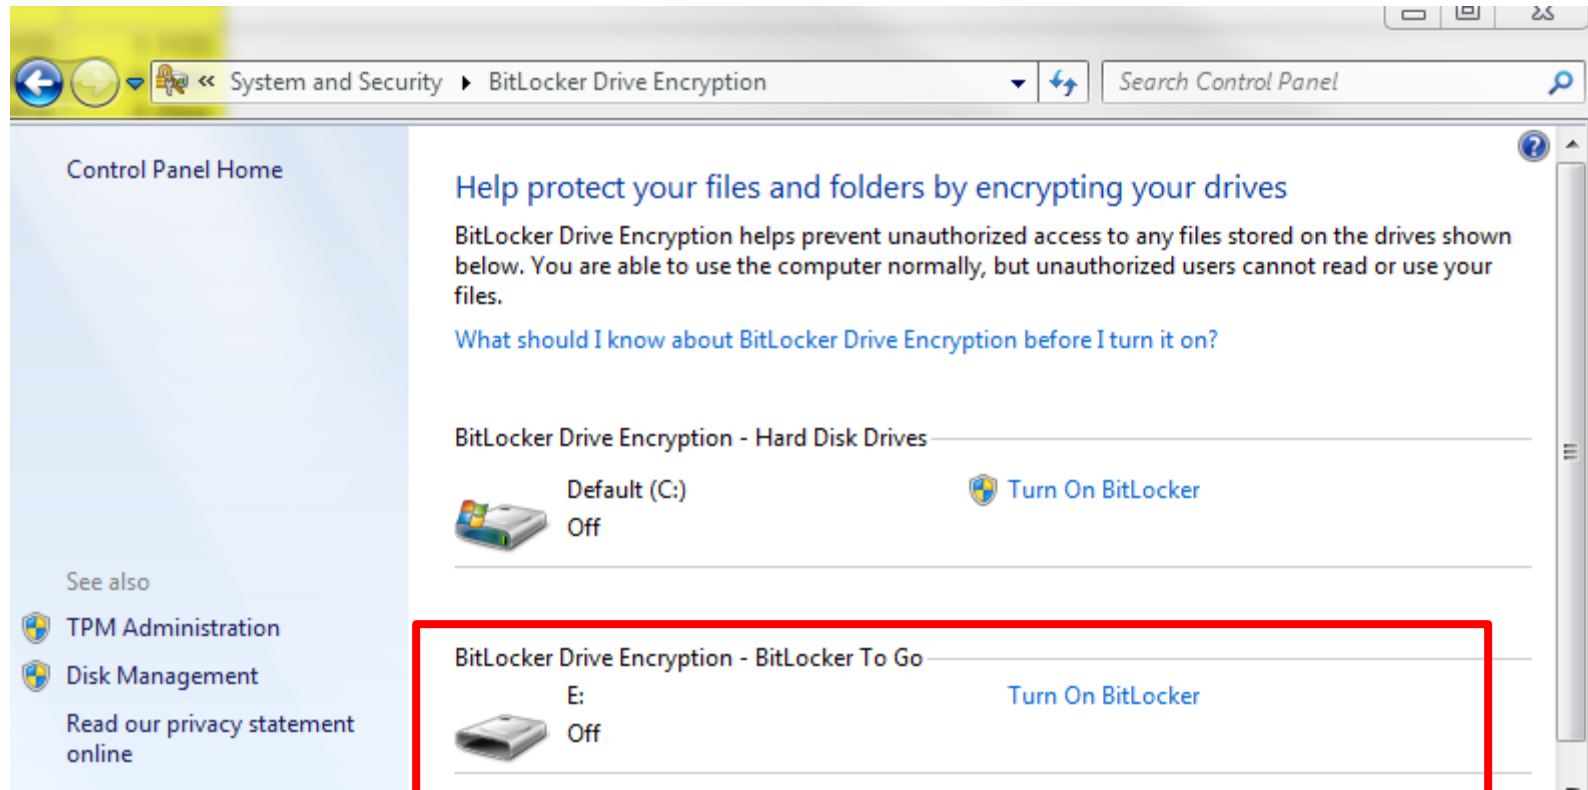 « System and Security ▸ BitLocker Drive Encryption
Search Control Panel
Control Panel Home
Help protect your files and folders by encrypting your drives
BitLocker Drive Encryption helps prevent unauthorized access to any files stored on the drives shown
below. You are able to use the computer normally, but unauthorized users cannot read or use your
files.
What should I know about BitLocker Drive Encryption before I turn it on?
BitLocker Drive Encryption - Hard Disk Drives
Default (C:)
Turn On BitLocker
Off
See also
TPM Administration
Disk Management
Read our privacy statement
online
BitLocker Drive Encryption - BitLocker To Go
E:
Turn On BitLocker
Off